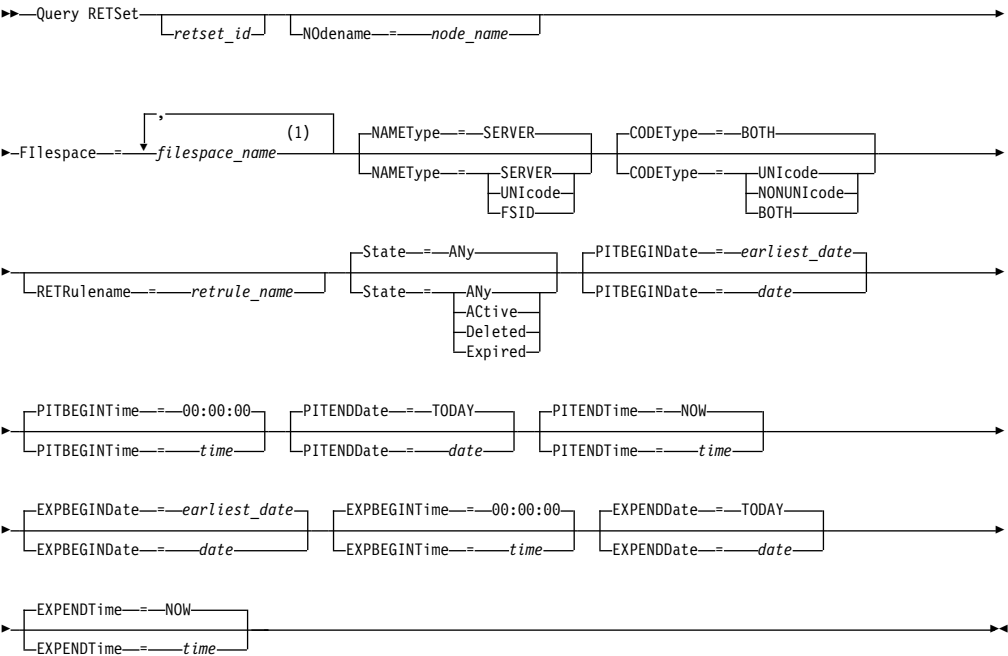 Query RETSet
retset_id NOdename = node_name
,
(1) NAMEType = SERVER CODEType = BOTH
FIlespace = filespace_name
NAMEType = SERVER CODEType = UNIcode
UNIcode NONUNIcode
FSID BOTH
State = ANy PITBEGINDate = earliest_date
RETRulename = retrule_name State = ANy PITBEGINDate = date
ACtive
Deleted
Expired
PITBEGINTime = 00:00:00 PITENDDate = TODAY PITENDTime = NOW
PITBEGINTime = time PITENDDate = date PITENDTime = time
EXPBEGINDate = earliest_date EXPBEGINTime = 00:00:00 EXPENDDate = TODAY
EXPBEGINDate = date EXPBEGINTime = time EXPENDDate = date
EXPENDTime = NOW
EXPENDTime = time